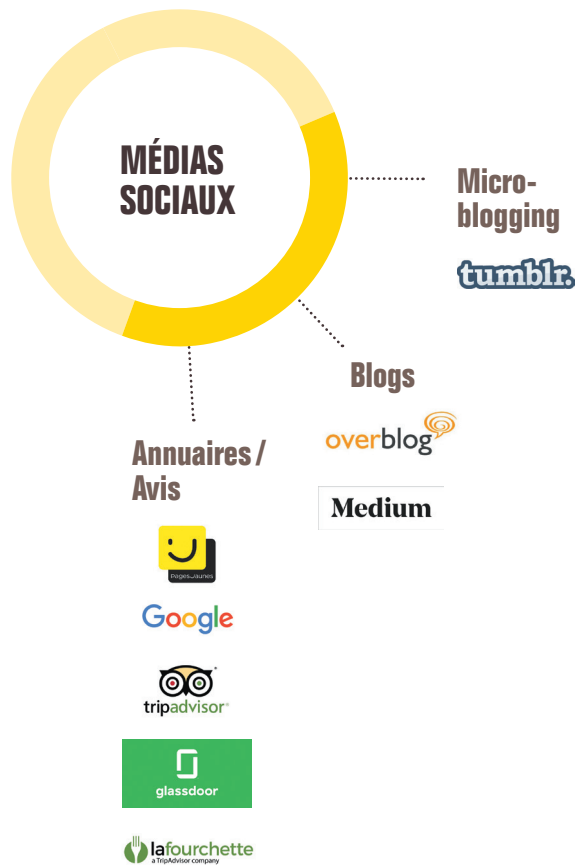 MÉDIAS
SOCIAUX
Micro-
blogging
tumblr.
Blogs
overblog
Medium
Annuaires /
Avis
PagesJaunes
Google
tripadvisor®
glassdoor
lafourchette
a TripAdvisor company